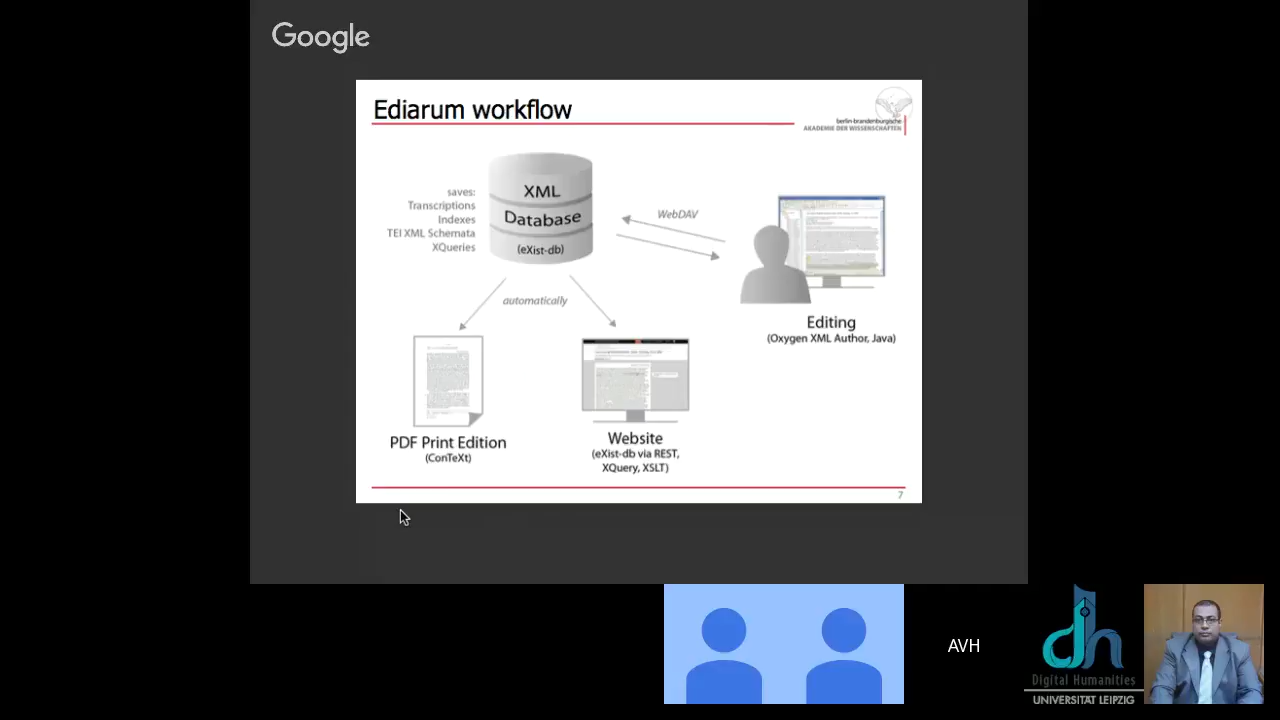 Google
Ediarum workflow
berlin-brandenburgische
AKADEMIE DER WISSENSCHAFTEN
saves:
Transcriptions
Indexes
TEI XML Schemata
XQueries
XML
Database
(eXist-db)
WebDAV
automatically
Editing
(Oxygen XML Author, Java)
PDF Print Edition
(ConTeXt)
Website
(eXist-db via REST,
XQuery, XSLT)
7
AVH
dh
Digital Humanities
UNIVERSITÄT LEIPZIG